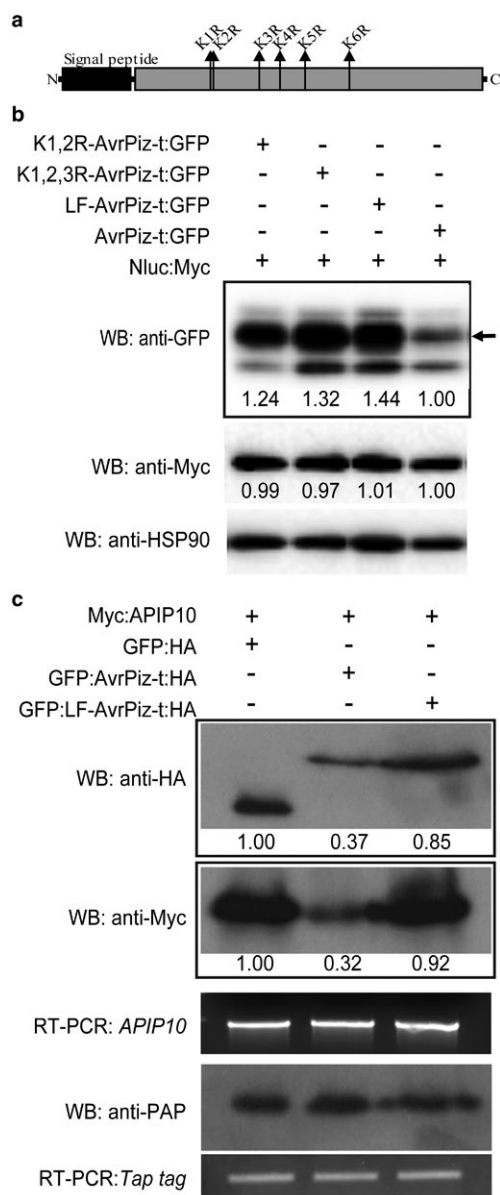 a
K1R K2R K3R K4R K5R K6R
Signal peptide
N C
b
K1,2R-AvrPiz-t:GFP + - - -
K1,2,3R-AvrPiz-t:GFP - + - -
LF-AvrPiz-t:GFP - - + -
AvrPiz-t:GFP - - - +
Nluc:Myc + + + +
WB: anti-GFP
1.24 1.32 1.44 1.00
WB: anti-Myc
0.99 0.97 1.01 1.00
WB: anti-HSP90
c
Myc:APIP10 + + +
GFP:HA + - -
GFP:AvrPiz-t:HA - + -
GFP:LF-AvrPiz-t:HA - - +
WB: anti-HA
1.00 0.37 0.85
WB: anti-Myc
1.00 0.32 0.92
RT-PCR: APIP10
WB: anti-PAP
RT-PCR:Tap tag